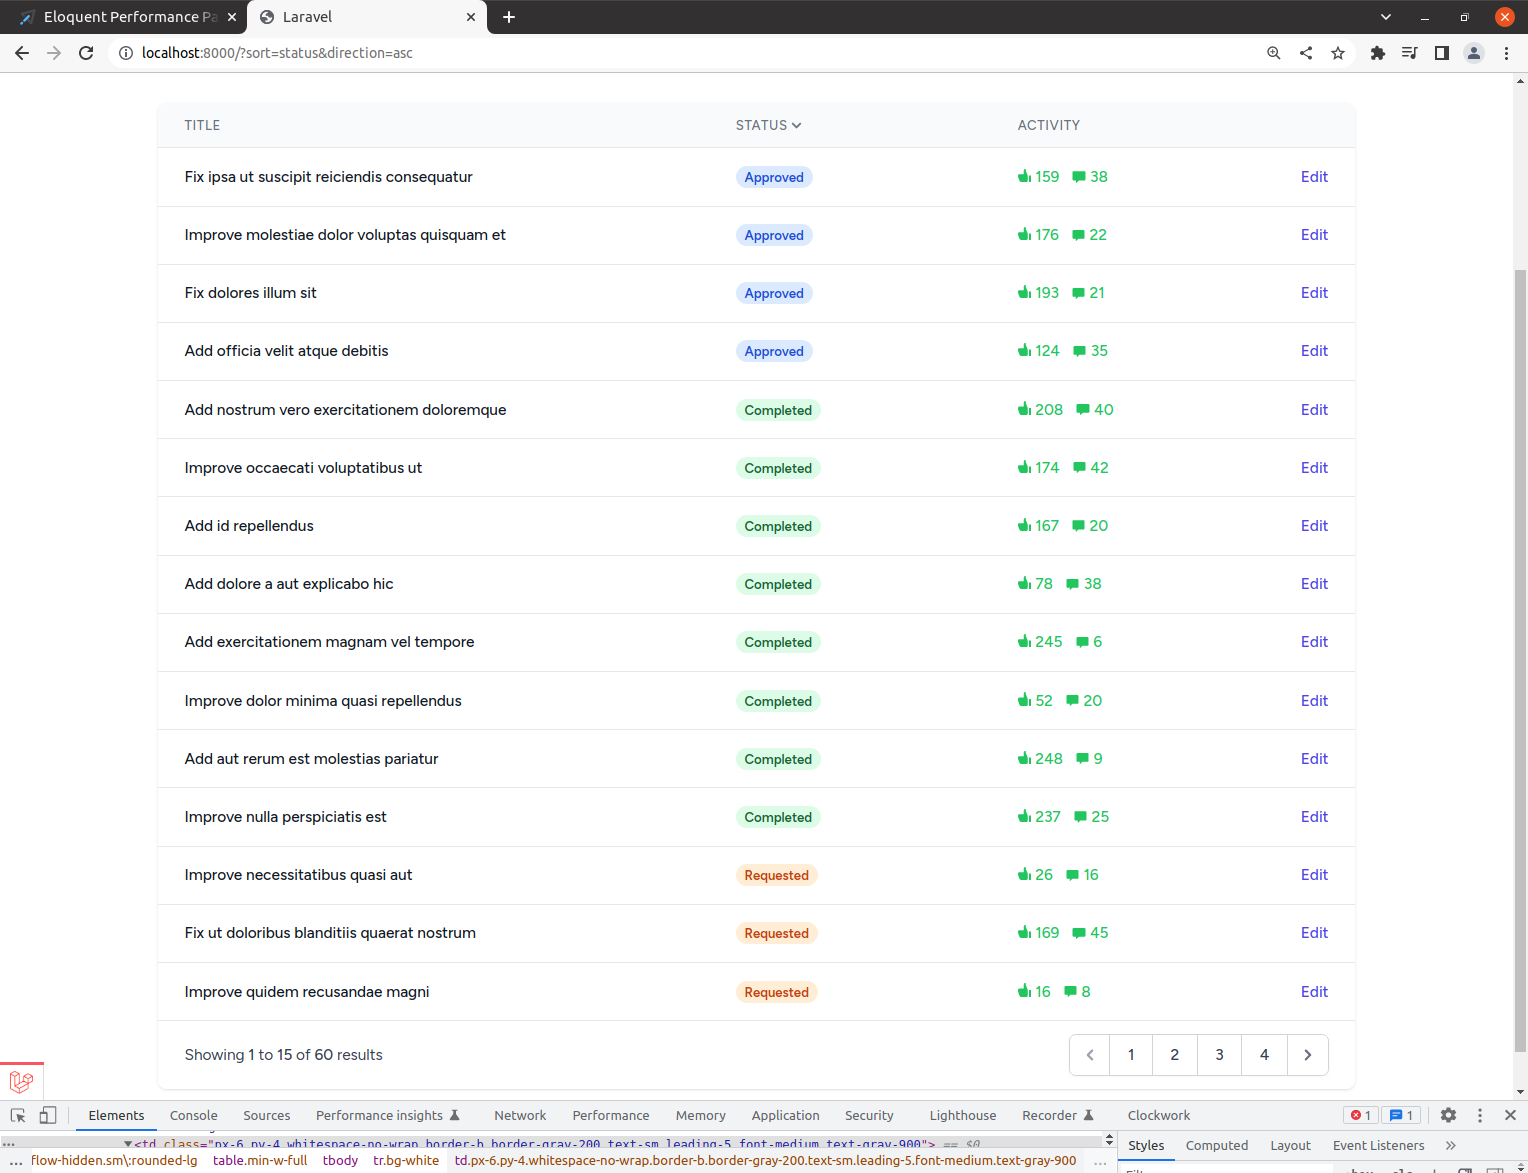 Eloquent Performance Pa
Laravel
localhost:8000/?sort=status&direction=asc
TITLE STATUS ACTIVITY
Fix ipsa ut suscipit reiciendis consequatur Approved 159 38 Edit
Improve molestiae dolor voluptas quisquam et Approved 176 22 Edit
Fix dolores illum sit Approved 193 21 Edit
Add officia velit atque debitis Approved 124 35 Edit
Add nostrum vero exercitationem doloremque Completed 208 40 Edit
Improve occaecati voluptatibus ut Completed 174 42 Edit
Add id repellendus Completed 167 20 Edit
Add dolore a aut explicabo hic Completed 78 38 Edit
Add exercitationem magnam vel tempore Completed 245 6 Edit
Improve dolor minima quasi repellendus Completed 52 20 Edit
Add aut rerum est molestias pariatur Completed 248 9 Edit
Improve nulla perspiciatis est Completed 237 25 Edit
Improve necessitatibus quasi aut Requested 26 16 Edit
Fix ut doloribus blanditiis quaerat nostrum Requested 169 45 Edit
Improve quidem recusandae magni Requested 16 8 Edit
Showing 1 to 15 of 60 results 1 2 3 4
Elements Console Sources Performance insights Network Performance Memory Application Security Lighthouse Recorder Clockwork 1 1
<td class="px-6 py-4 whitespace-no-wrap border-b border-gray-200 text-sm leading-5 font-medium text-gray-900"> == $0
Styles Computed Layout Event Listeners
... flow-hidden.sm\:rounded-lg table.min-w-full tbody tr.bg-white td.px-6.py-4.whitespace-no-wrap.border-b.border-gray-200.text-sm.leading-5.font-medium.text-gray-900 ...